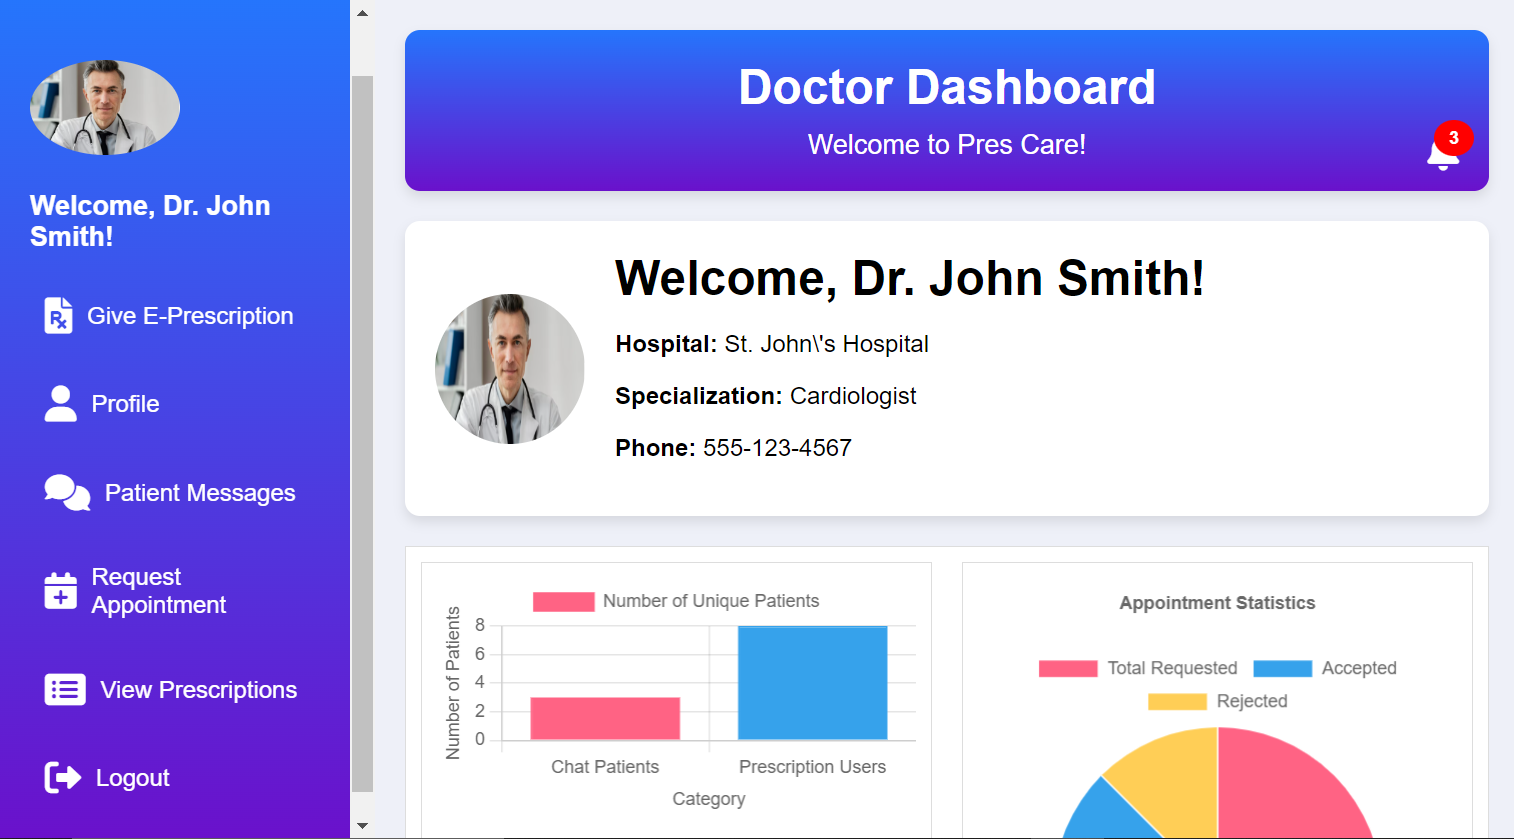 Welcome, Dr. John
Smith!
Give E-Prescription
Profile
Patient Messages
Request
Appointment
View Prescriptions
Logout
Doctor Dashboard
Welcome to Pres Care!
3
Welcome, Dr. John Smith!
Hospital: St. John\'s Hospital
Specialization: Cardiologist
Phone: 555-123-4567
Number of Unique Patients
Number of Patients
8
6
4
2
0
Chat Patients
Prescription Users
Category
Appointment Statistics
Total Requested
Accepted
Rejected